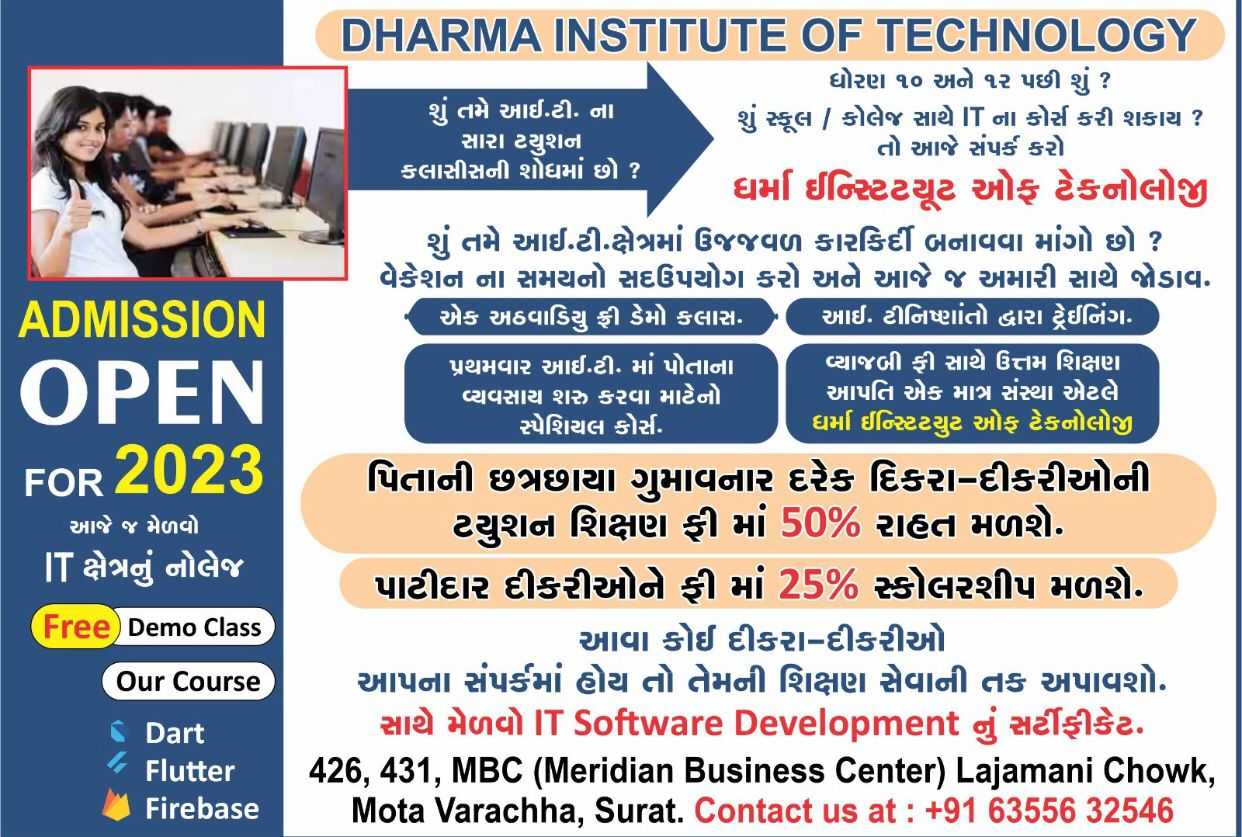 DHARMA INSTITUTE OF TECHNOLOGY
શું તમે આઈ.ટી. ના
સારા ટયુશન
કલાસીસની શોધમાં છો ?
ધોરણ ૧૦ અને ૧૨ પછી શું ?
શું સ્કૂલ / કોલેજ સાથે IT ના કોર્સ કરી શકાય ?
તો આજે સંપર્ક કરો
ધર્મા ઈન્સ્ટિટયૂટ ઓફ ટેકનોલોજી
શું તમે આઈ.ટી.ક્ષેત્રમાં ઉજજવળ કારકિર્દી બનાવવા માંગો છો ?
વેકેશન ના સમયનો સદઉપયોગ કરો અને આજે જ અમારી સાથે જોડાવ.
એક અઠવાડિયુ ફ્રી ડેમો કલાસ.
આઈ. ટીનિષ્ણાંતો દ્વારા ટ્રેઈનિંગ.
પ્રથમવાર આઈ.ટી. માં પોતાના
વ્યવસાય શરુ કરવા માટેનો
સ્પેશિયલ કોર્સ.
વ્યાજબી ફી સાથે ઉત્તમ શિક્ષણ
આપતિ એક માત્ર સંસ્થા એટલે
ધર્મા ઈન્સ્ટિટયુટ ઓફ ટેકનોલોજી
પિતાની છત્રછાયા ગુમાવનાર દરેક દિકરા-દીકરીઓની
ટયુશન શિક્ષણ ફી માં 50% રાહત મળશે.
પાટીદાર દીકરીઓને ફી માં 25% સ્કોલરશીપ મળશે.
આવા કોઈ દીકરા-દીકરીઓ
આપના સંપર્કમાં હોય તો તેમની શિક્ષણ સેવાની તક અપાવશો.
સાથે મેળવો IT Software Development નું સર્ટીફીકેટ.
426, 431, MBC (Meridian Business Center) Lajamani Chowk,
Mota Varachha, Surat. Contact us at : +91 63556 32546
ADMISSION
OPEN
FOR 2023
આજે જ મેળવો
IT ક્ષેત્રનું નોલેજ
Free Demo Class
Our Course
Dart
Flutter
Firebase